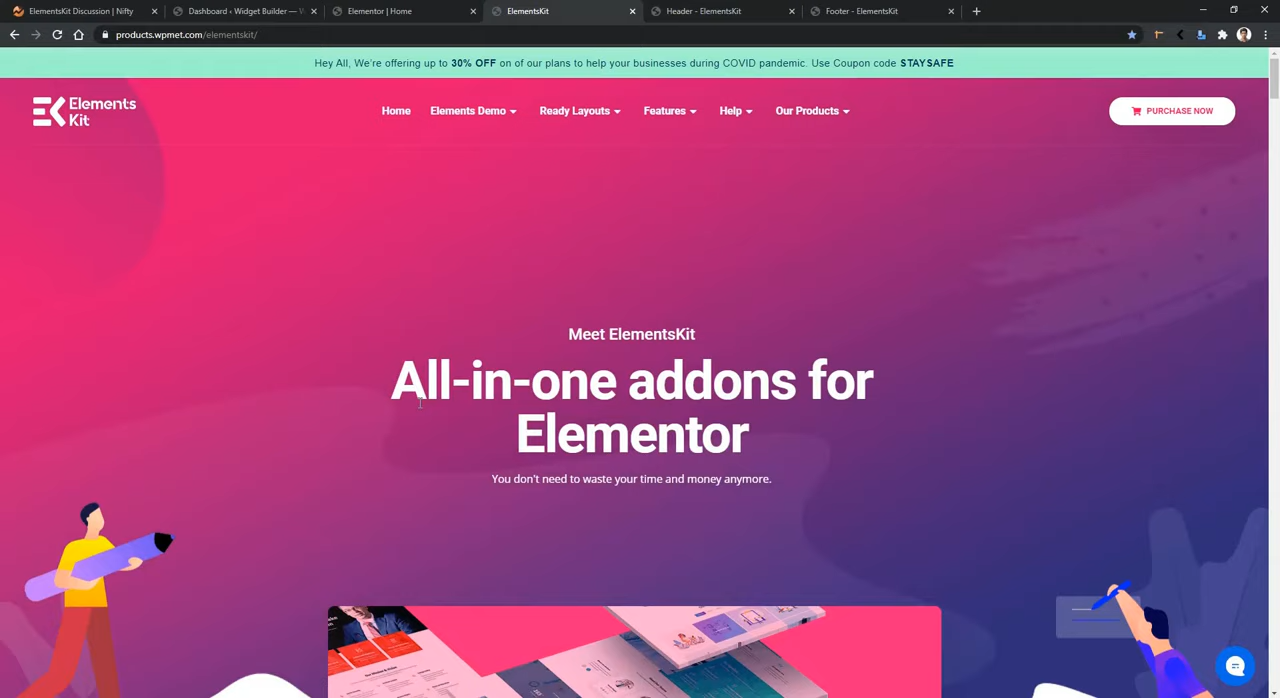 ElementsKit Discussion | Nifty
Dashboard ‹ Widget Builder —
Elementor | Home
ElementsKit
Header - ElementsKit
Footer - ElementsKit
products.wpmet.com/elementskit/
Hey All, We're offering up to 30% OFF on of our plans to help your businesses during COVID pandemic. Use Coupon code STAYSAFE
Elements
Kit
Home
Elements Demo
Ready Layouts
Features
Help
Our Products
PURCHASE NOW
Meet ElementsKit
All-in-one addons for
Elementor
You don't need to waste your time and money anymore.